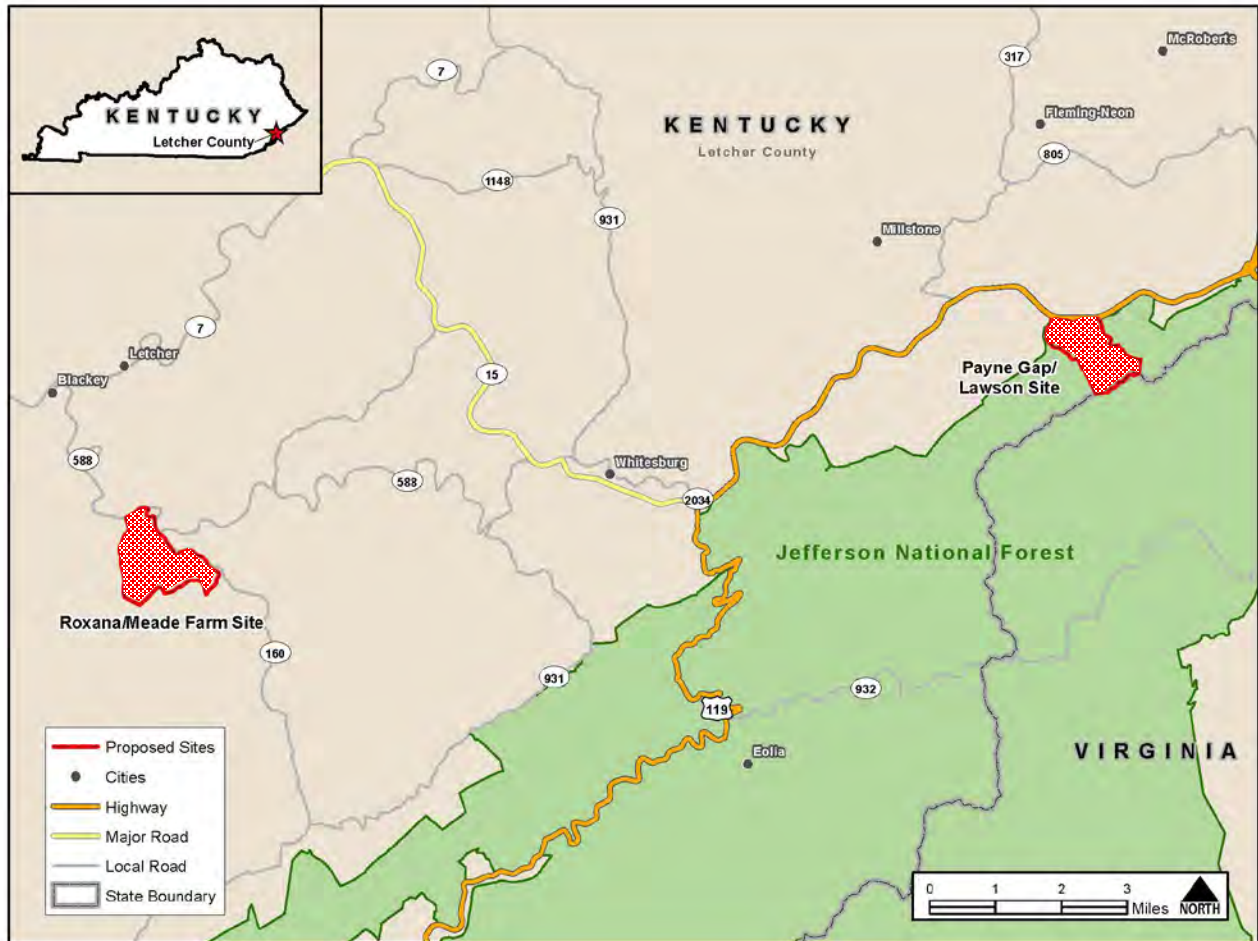 KENTUCKY
Letcher County
7
317
McRoberts
KENTUCKY
Letcher County
Fleming-Neon
805
1148
931
Millstone
7
Letcher
Blackey
15
Payne Gap/
Lawson Site
588
588
Whitesburg
2034
Jefferson National Forest
Roxana/Meade Farm Site
160
931
932
119
Eolia
VIRGINIA
Proposed Sites
Cities
Highway
Major Road
Local Road
State Boundary
0 1 2 3
Miles
NORTH